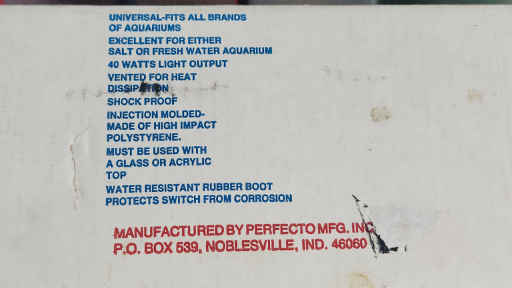 UNIVERSAL-FITS ALL BRANDS
OF AQUARIUMS
EXCELLENT FOR EITHER
SALT OR FRESH WATER AQUARIUM
40 WATTS LIGHT OUTPUT
VENTED FOR HEAT
DISSIPATION
SHOCK PROOF
INJECTION MOLDED-
MADE OF HIGH IMPACT
POLYSTYRENE.
MUST BE USED WITH
A GLASS OR ACRYLIC
TOP
WATER RESISTANT RUBBER BOOT
PROTECTS SWITCH FROM CORROSION
MANUFACTURED BY PERFECTO MFG. INC
P.O. BOX 539, NOBLESVILLE, IND. 46060